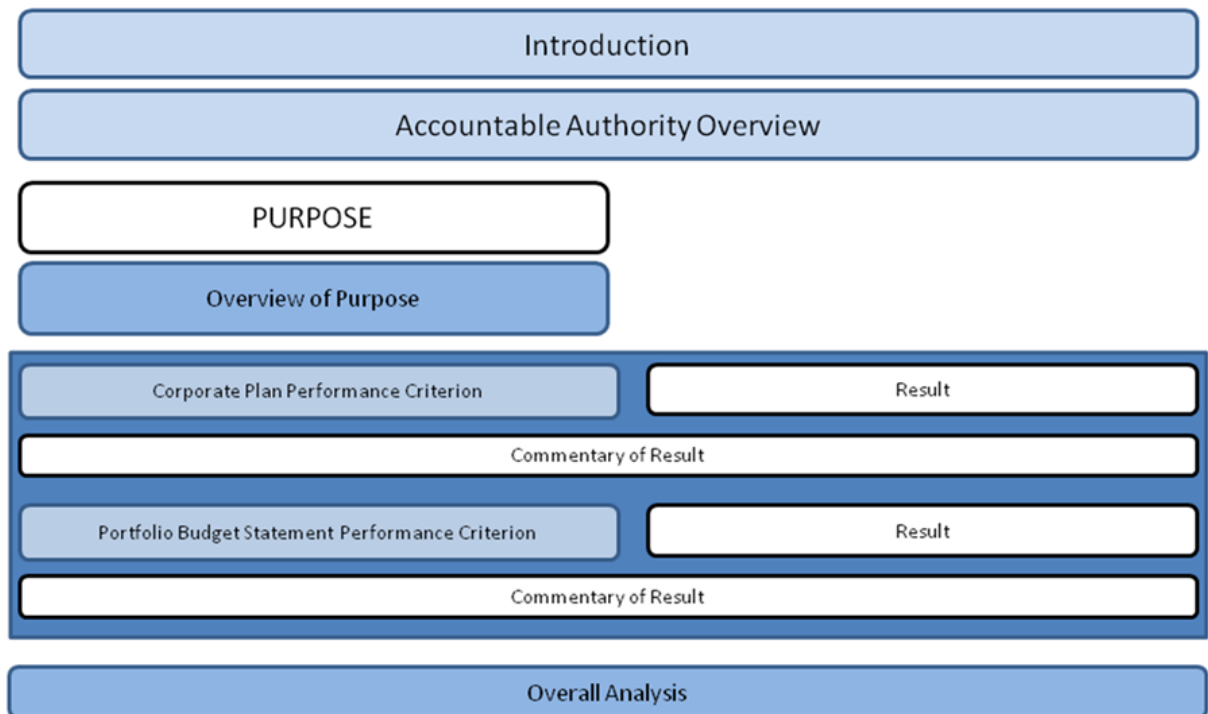 Introduction
Accountable Authority Overview
PURPOSE
Overview of Purpose
Corporate Plan Performance Criterion
Result
Commentary of Result
Portfolio Budget Statement Performance Criterion
Result
Commentary of Result
Overall Analysis